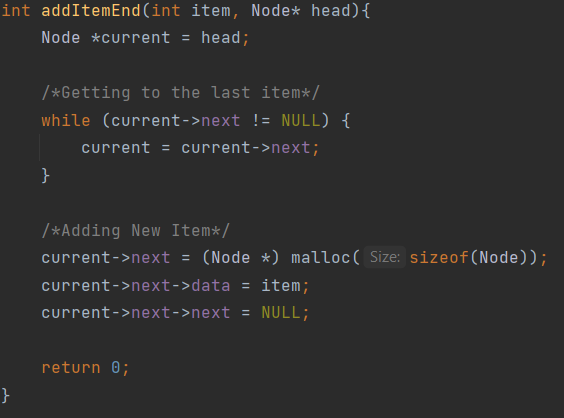 int addItemEnd(int item, Node* head){
    Node *current = head;

    /*Getting to the last item*/
    while (current->next != NULL) {
        current = current->next;
    }

    /*Adding New Item*/
    current->next = (Node *) malloc( Size: sizeof(Node));
    current->next->data = item;
    current->next->next = NULL;

    return 0;
}